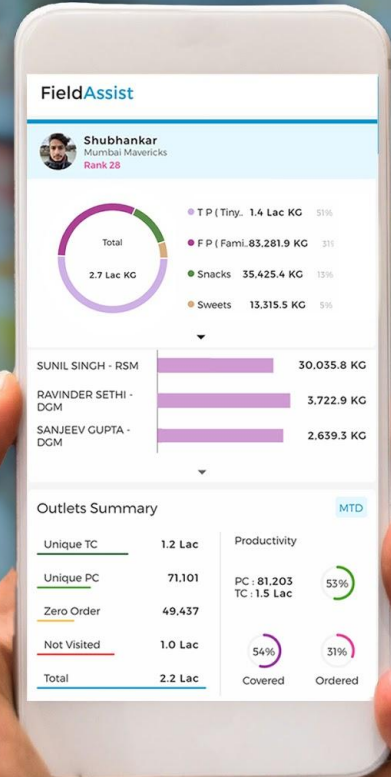 FieldAssist
Shubhankar
Mumbai Mavericks
Rank 28
Total
2.7 Lac KG
T P ( Tiny.. 1.4 Lac KG 51%
F P ( Fami..83,281.9 KG
Snacks 35,425.4 KG 13%
Sweets 13,315.5 KG 5%
SUNIL SINGH - RSM 30,035.8 KG
RAVINDER SETHI -
DGM
3,722.9 KG
SANJEEV GUPTA -
DGM
2,639.3 KG
Outlets Summary MTD
Unique TC 1.2 Lac
Unique PC 71,101
Zero Order 49,437
Not Visited 1.0 Lac
Total 2.2 Lac
Productivity
PC : 81,203
TC : 1.5 Lac
53%
54%
Covered
31%
Ordered